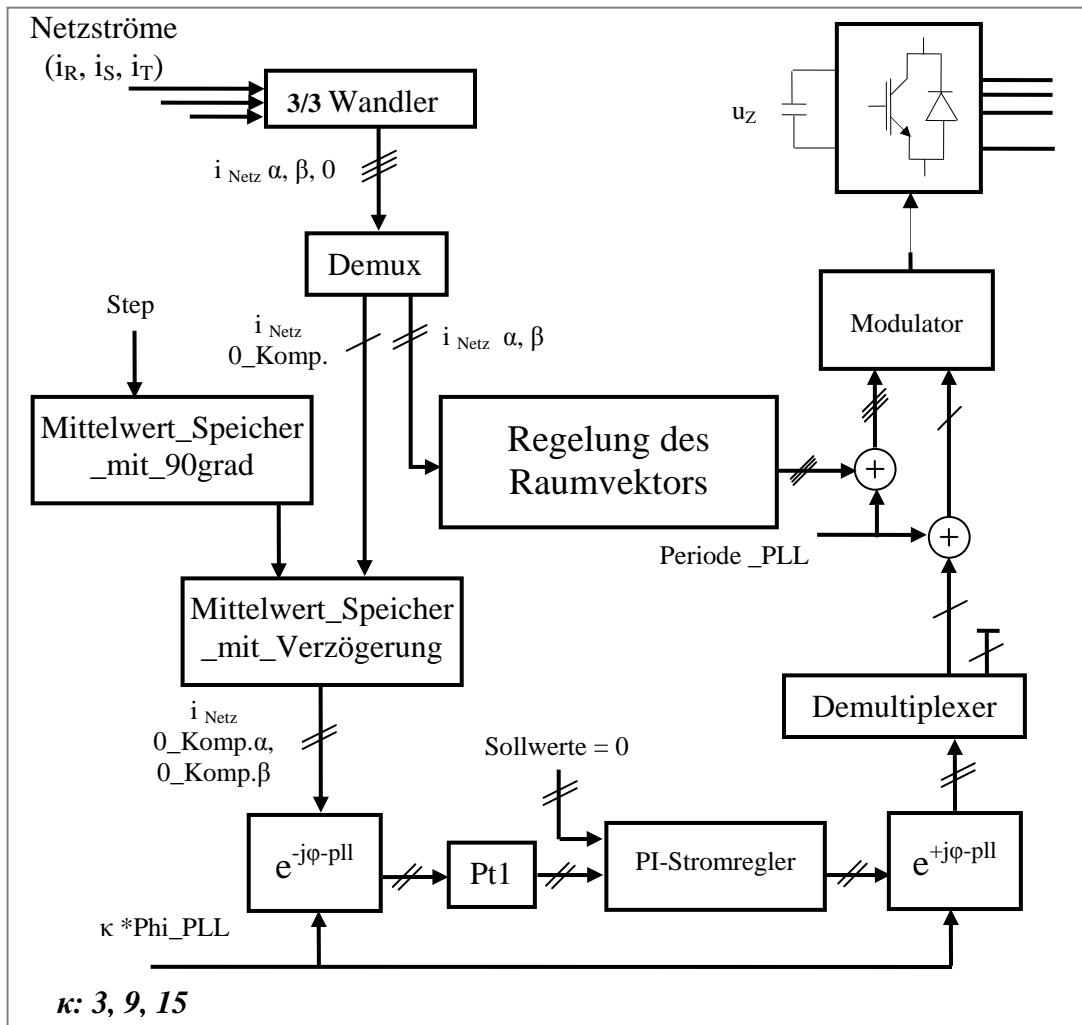 Netzströme
(iR, iS, iT)
3/3 Wandler
uZ
i Netz α, β, 0
Demux
Step
i Netz
0_Komp.
i Netz α, β
Modulator
Mittelwert_Speicher
_mit_90grad
Regelung des
Raumvektors
+
Periode _PLL
+
Mittelwert_Speicher
_mit_Verzögerung
i Netz
0_Komp.α,
0_Komp.β
Sollwerte = 0
Demultiplexer
e-jφ-pll
Pt1
PI-Stromregler
e+jφ-pll
κ *Phi_PLL
κ: 3, 9, 15